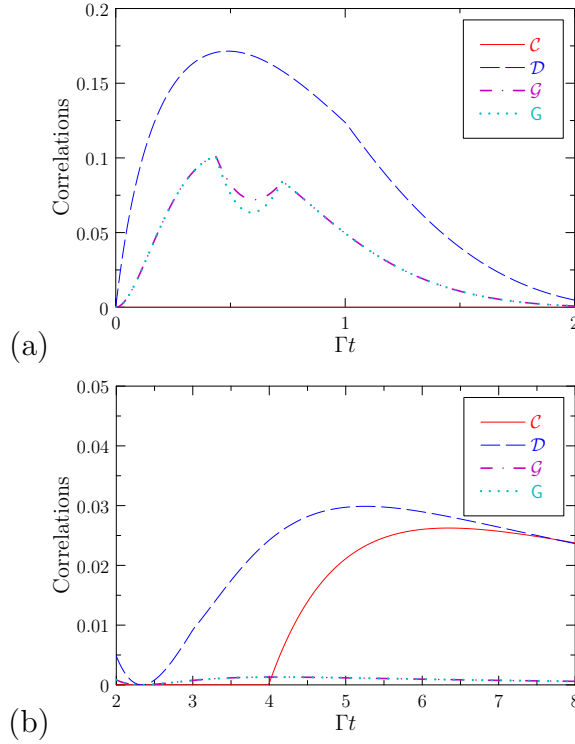 0.2
0.15
0.1
0.05
0
Correlations
𝒞
𝒟
𝒢
G
0 1 2
Γt
(a)
0.05
0.04
0.03
0.02
0.01
0
Correlations
𝒞
𝒟
𝒢
G
2 3 4 5 6 7 8
Γt
(b)